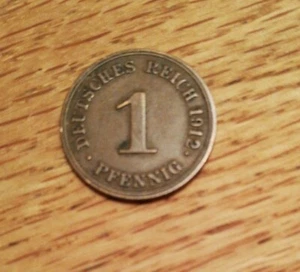 DEUTSCHES REICH 1912
1
PFENNIG